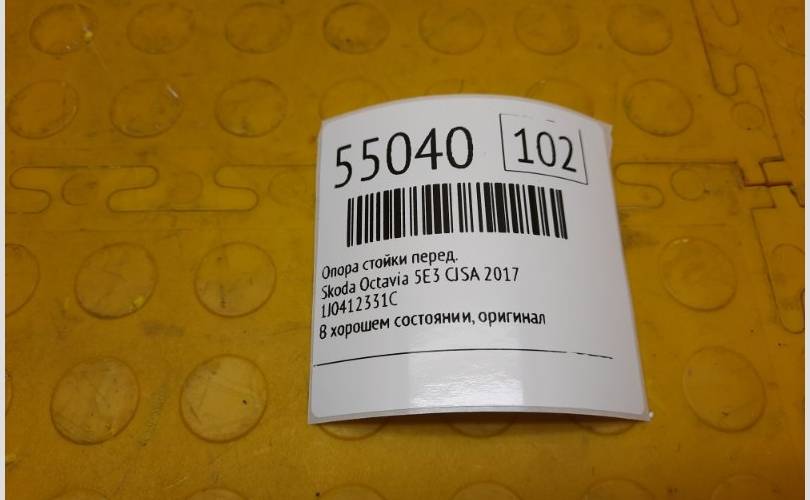 55040 102
Опора стойки перед.
Skoda Octavia 5E3 CJSA 2017
1J0412331C
В хорошем состоянии, оригинал